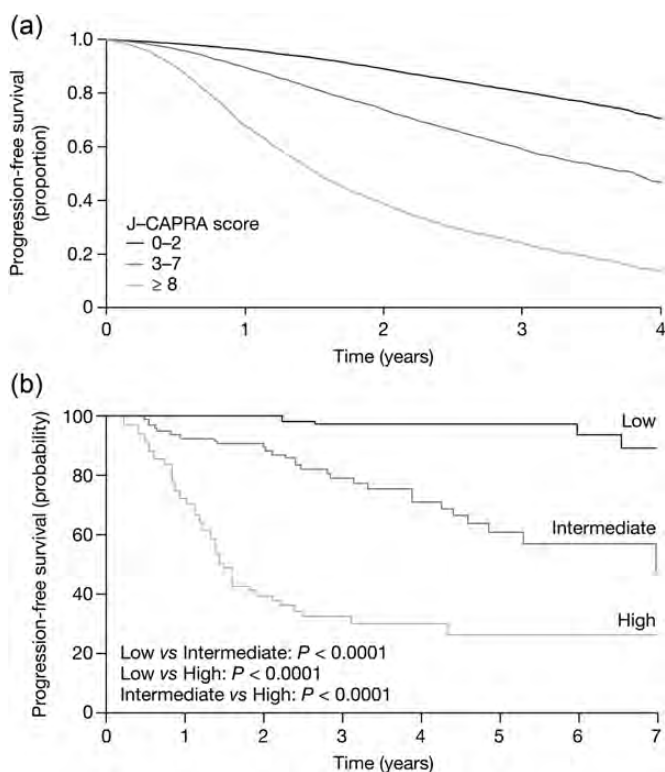 (a)
1.0
0.8
0.6
0.4
0.2
0
Progression-free survival
(proportion)
J–CAPRA score
0–2
3–7
≥ 8
0 1 2 3 4
Time (years)
(b)
100
80
60
40
20
0
Progression-free survival (probability)
Low
Intermediate
High
Low vs Intermediate: P < 0.0001
Low vs High: P < 0.0001
Intermediate vs High: P < 0.0001
0 1 2 3 4 5 6 7
Time (years)